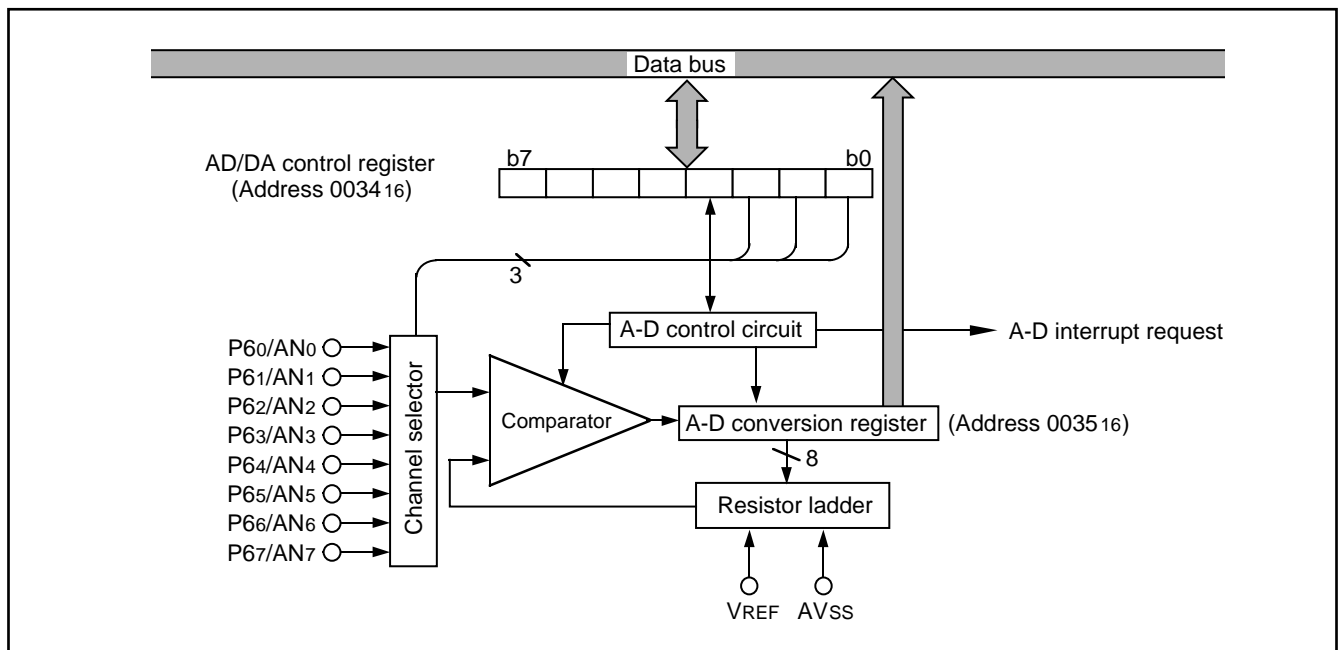 Data bus
AD/DA control register
(Address 003416)
b7
b0
3
A-D control circuit
A-D interrupt request
P60/AN0
P61/AN1
P62/AN2
P63/AN3
P64/AN4
P65/AN5
P66/AN6
P67/AN7
Channel selector
Comparator
A-D conversion register
(Address 003516)
8
Resistor ladder
VREF
AVSS